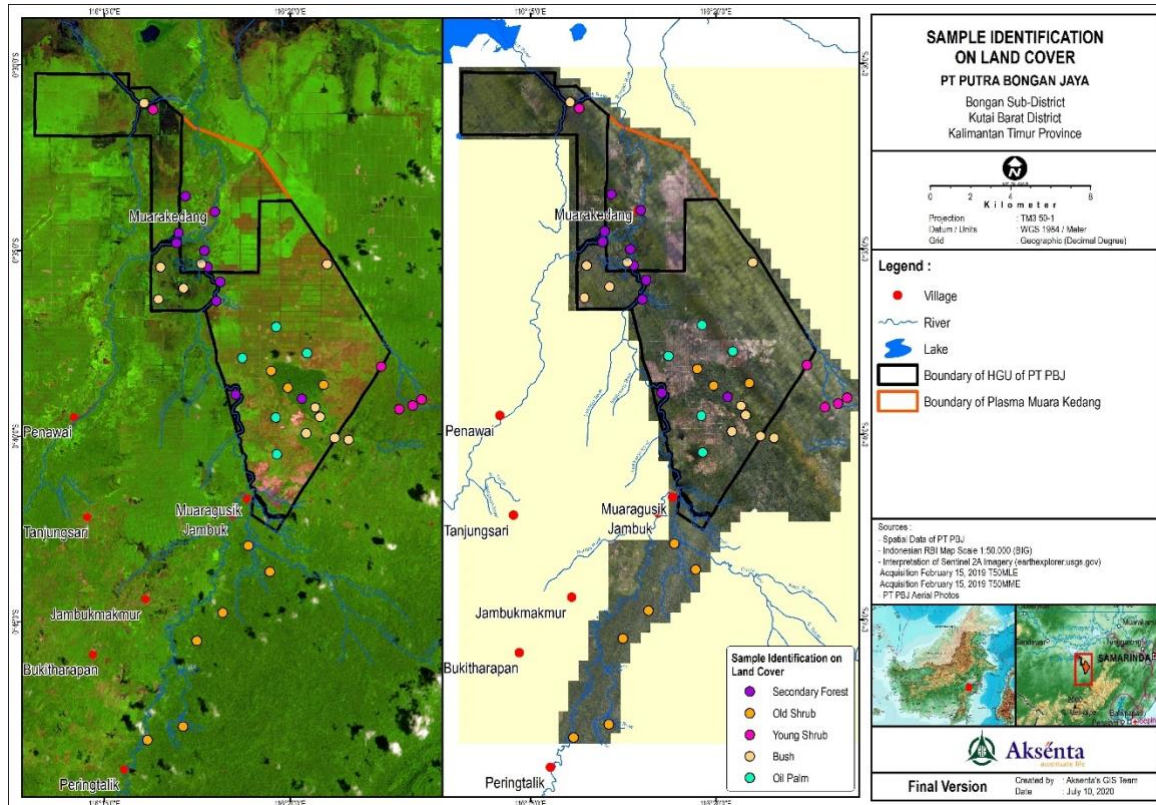 SAMPLE IDENTIFICATION
ON LAND COVER
PT PUTRA BONGAN JAYA
Bongan Sub-District
Kutai Barat District
Kalimantan Timur Province
N
0
2
4
8
Kilometer
Projection : TM3 50-1
Datum / Units : WGS 1984 / Meter
Grid : Geographic (Decimal Degree)
Legend :
Village
River
Lake
Boundary of HGU of PT PBJ
Boundary of Plasma Muara Kedang
Sources :
- Spatial Data of PT PBJ
- Indonesian RBI Map Scale 1:50.000 (BIG)
- Interpretation of Sentinel 2A Imagery (earthexplorer.usgs.gov)
Acquisition February 15, 2019 T50MLE
Acquisition February 15, 2019 T50MME
- PT PBJ Aerial Photos
SAMARINDA
Aksenta
Final Version
Created by : Aksenta's GIS Team
Date : July 10, 2020
Muarakedang
Penawai
Tanjungsari
Muaragusik
Jambuk
Jambukmakmur
Bukitharapan
Peringtalik
Muarakedang
Penawai
Tanjungsari
Muaragusik
Jambuk
Jambukmakmur
Bukitharapan
Peringtalik
Sample Identification on
Land Cover
Secondary Forest
Old Shrub
Young Shrub
Bush
Oil Palm